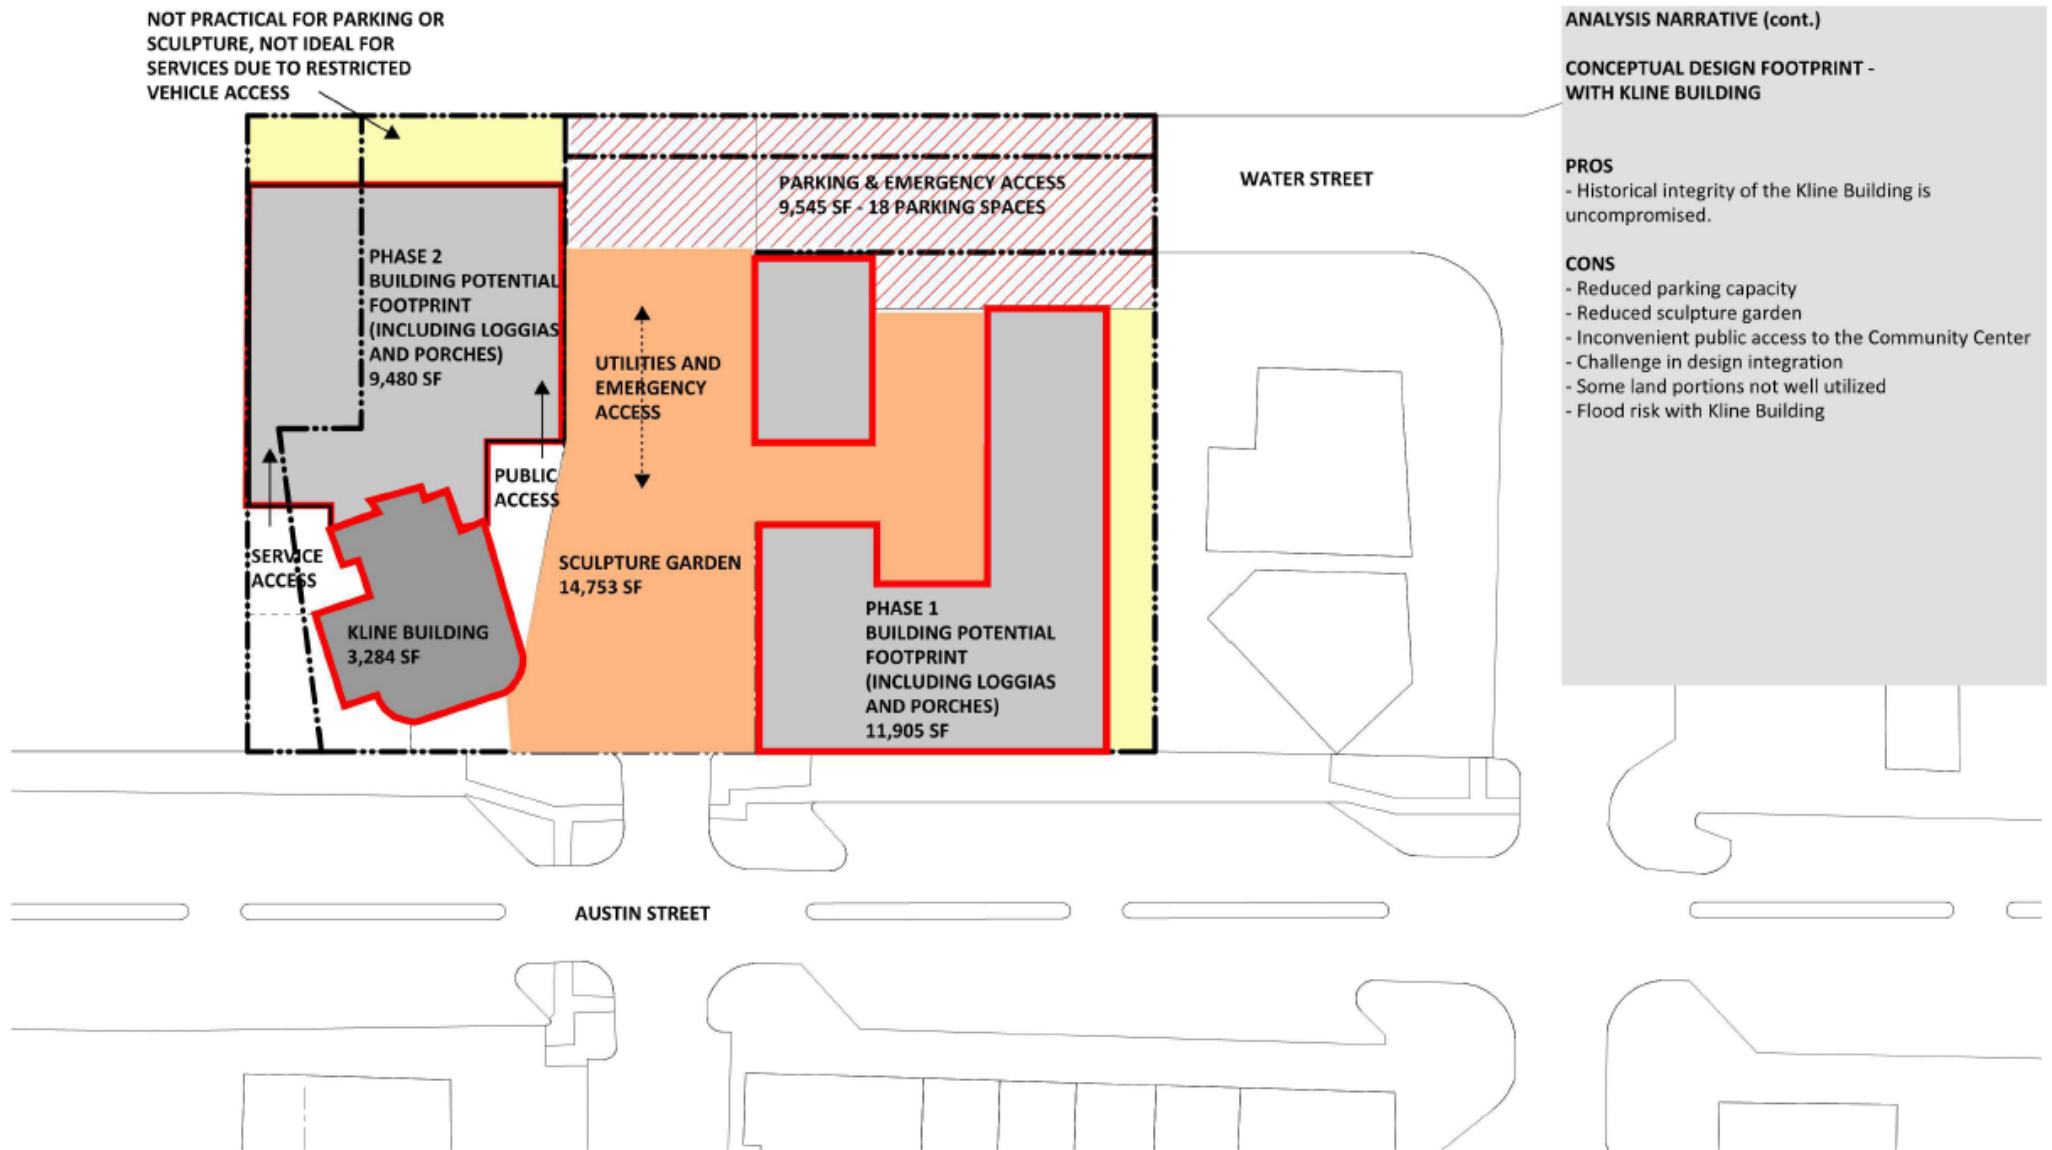 NOT PRACTICAL FOR PARKING OR
SCULPTURE, NOT IDEAL FOR
SERVICES DUE TO RESTRICTED
VEHICLE ACCESS
PARKING & EMERGENCY ACCESS
9,545 SF - 18 PARKING SPACES
WATER STREET
PHASE 2
BUILDING POTENTIAL
FOOTPRINT
(INCLUDING LOGGIAS
AND PORCHES)
9,480 SF
UTILITIES AND
EMERGENCY
ACCESS
PUBLIC
ACCESS
SERVICE
ACCESS
SCULPTURE GARDEN
14,753 SF
KLINE BUILDING
3,284 SF
PHASE 1
BUILDING POTENTIAL
FOOTPRINT
(INCLUDING LOGGIAS
AND PORCHES)
11,905 SF
AUSTIN STREET
ANALYSIS NARRATIVE (cont.)
CONCEPTUAL DESIGN FOOTPRINT -
WITH KLINE BUILDING
PROS
- Historical integrity of the Kline Building is
uncompromised.
CONS
- Reduced parking capacity
- Reduced sculpture garden
- Inconvenient public access to the Community Center
- Challenge in design integration
- Some land portions not well utilized
- Flood risk with Kline Building